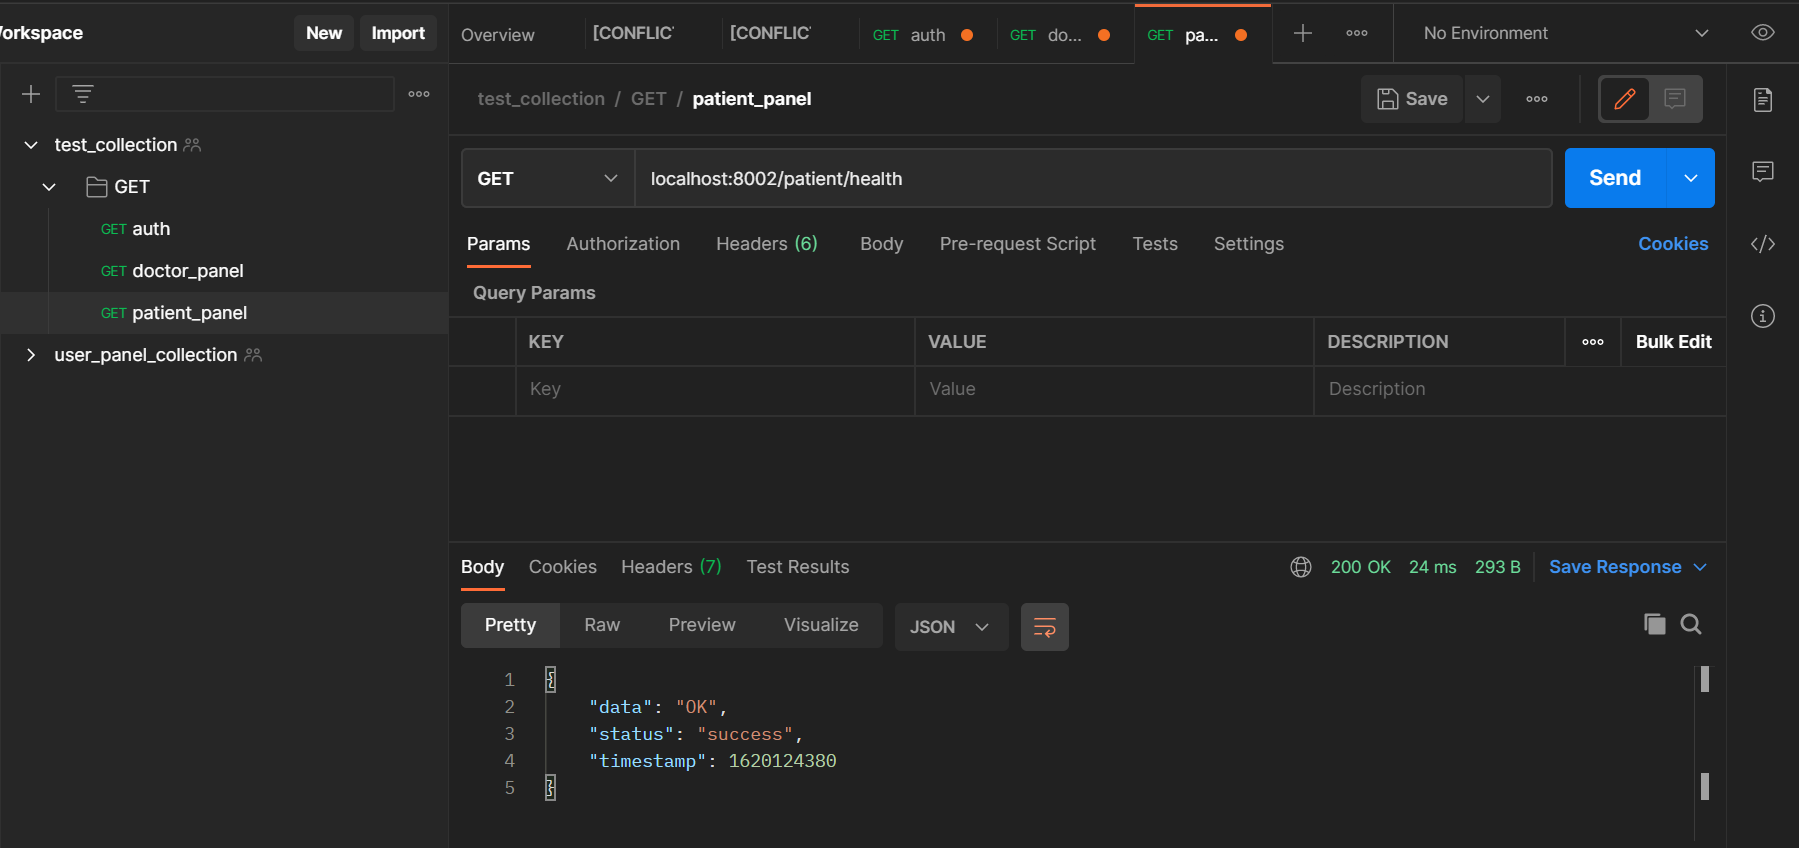 orkspace
New
Import
Overview
[CONFLIC
[CONFLIC
GET auth
GET do...
GET pa...
No Environment
test_collection / GET / patient_panel
Save
test_collection
GET
GET auth
GET doctor_panel
GET patient_panel
user_panel_collection
GET
localhost:8002/patient/health
Send
Params
Authorization
Headers (6)
Body
Pre-request Script
Tests
Settings
Cookies
Query Params
KEY
VALUE
DESCRIPTION
Bulk Edit
Key
Value
Description
Body
Cookies
Headers (7)
Test Results
200 OK
24 ms
293 B
Save Response
Pretty
Raw
Preview
Visualize
JSON
1 {
2 "data": "OK",
3 "status": "success",
4 "timestamp": 1620124380
5 }